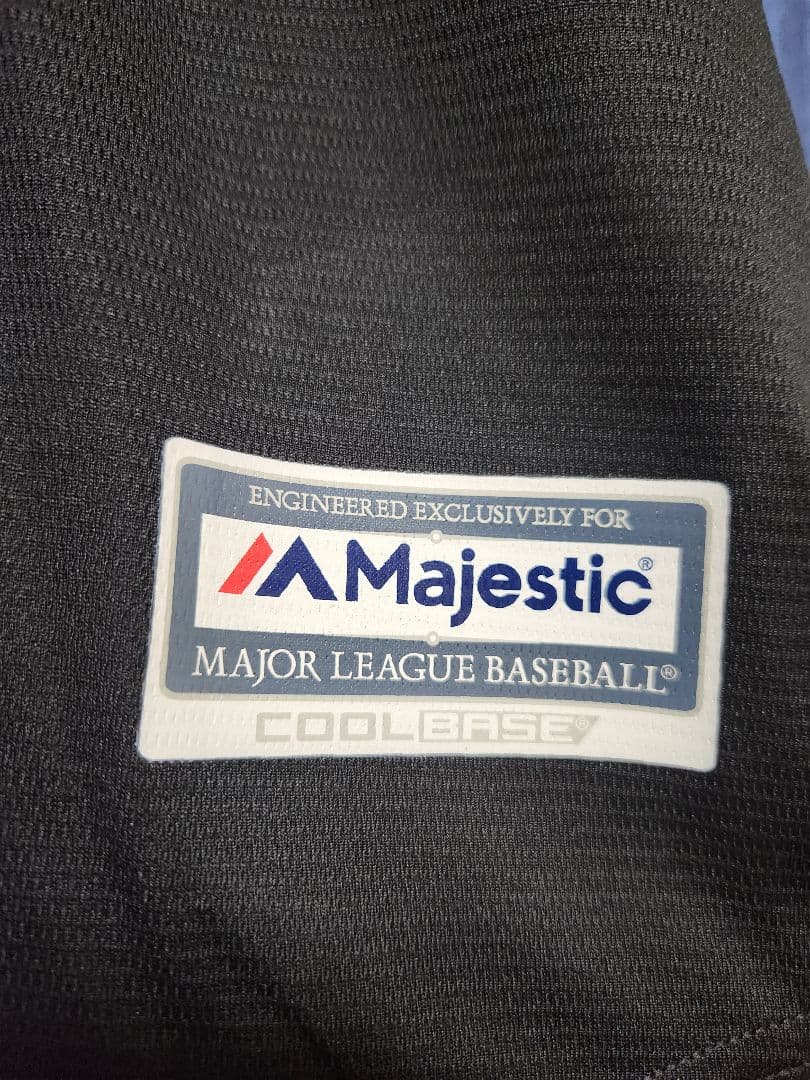 ENGINEERED EXCLUSIVELY FOR
Majestic®
MAJOR LEAGUE BASEBALL®
COOLBASE®